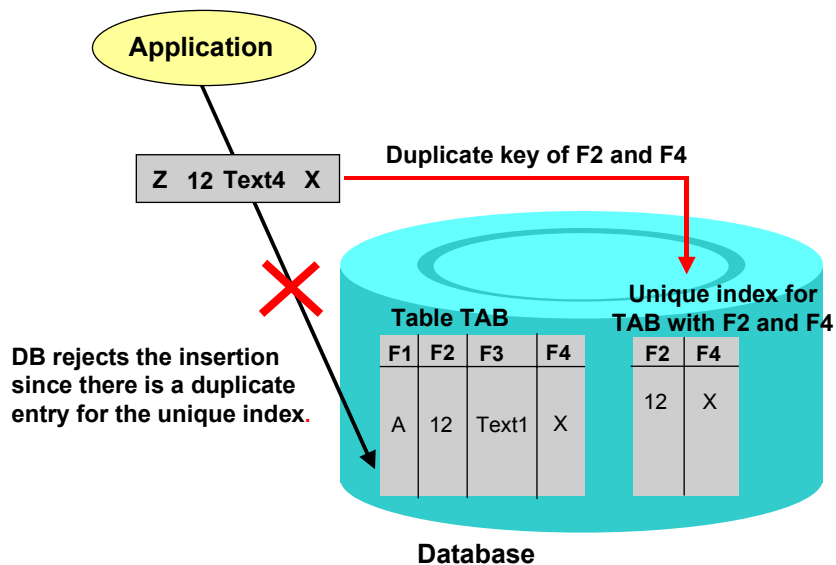 Application
Duplicate key of F2 and F4
Z 12 Text4 X
Unique index for
TAB with F2 and F4
Table TAB
F1 F2 F3 F4
A 12 Text1 X
F2 F4
12 X
DB rejects the insertion
since there is a duplicate
entry for the unique index.
Database